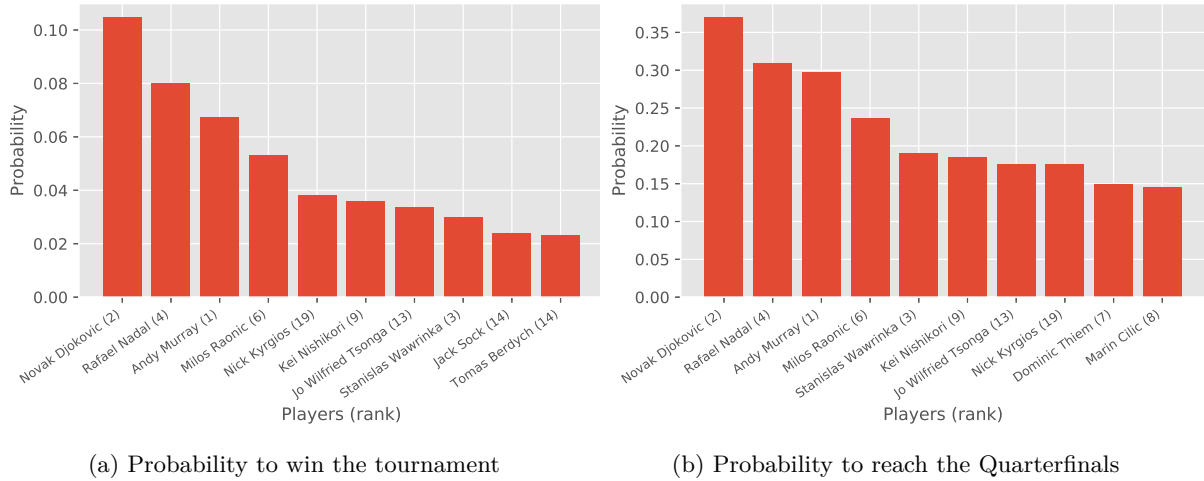 0.10
0.08
0.06
0.04
0.02
0.00
Probability
Novak Djokovic (2)
Rafael Nadal (4)
Andy Murray (1)
Milos Raonic (6)
Nick Kyrgios (19)
Kei Nishikori (9)
Jo Wilfried Tsonga (13)
Stanislas Wawrinka (3)
Jack Sock (14)
Tomas Berdych (14)
Players (rank)
(a) Probability to win the tournament
0.35
0.30
0.25
0.20
0.15
0.10
0.05
0.00
Probability
Novak Djokovic (2)
Rafael Nadal (4)
Andy Murray (1)
Milos Raonic (6)
Stanislas Wawrinka (3)
Kei Nishikori (9)
Jo Wilfried Tsonga (13)
Nick Kyrgios (19)
Dominic Thiem (7)
Marin Cilic (8)
Players (rank)
(b) Probability to reach the Quarterfinals